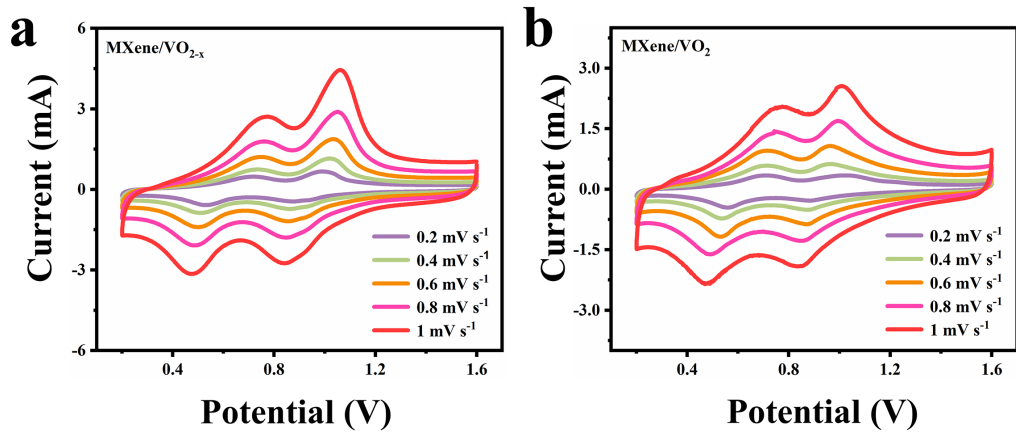 a
MXene/VO₂₋ₓ
Current (mA)
6
3
0
-3
-6
0.4
0.8
1.2
1.6
Potential (V)
0.2 mV s⁻¹
0.4 mV s⁻¹
0.6 mV s⁻¹
0.8 mV s⁻¹
1 mV s⁻¹
b
MXene/VO₂
Current (mA)
3.0
1.5
0.0
-1.5
-3.0
0.4
0.8
1.2
1.6
Potential (V)
0.2 mV s⁻¹
0.4 mV s⁻¹
0.6 mV s⁻¹
0.8 mV s⁻¹
1 mV s⁻¹